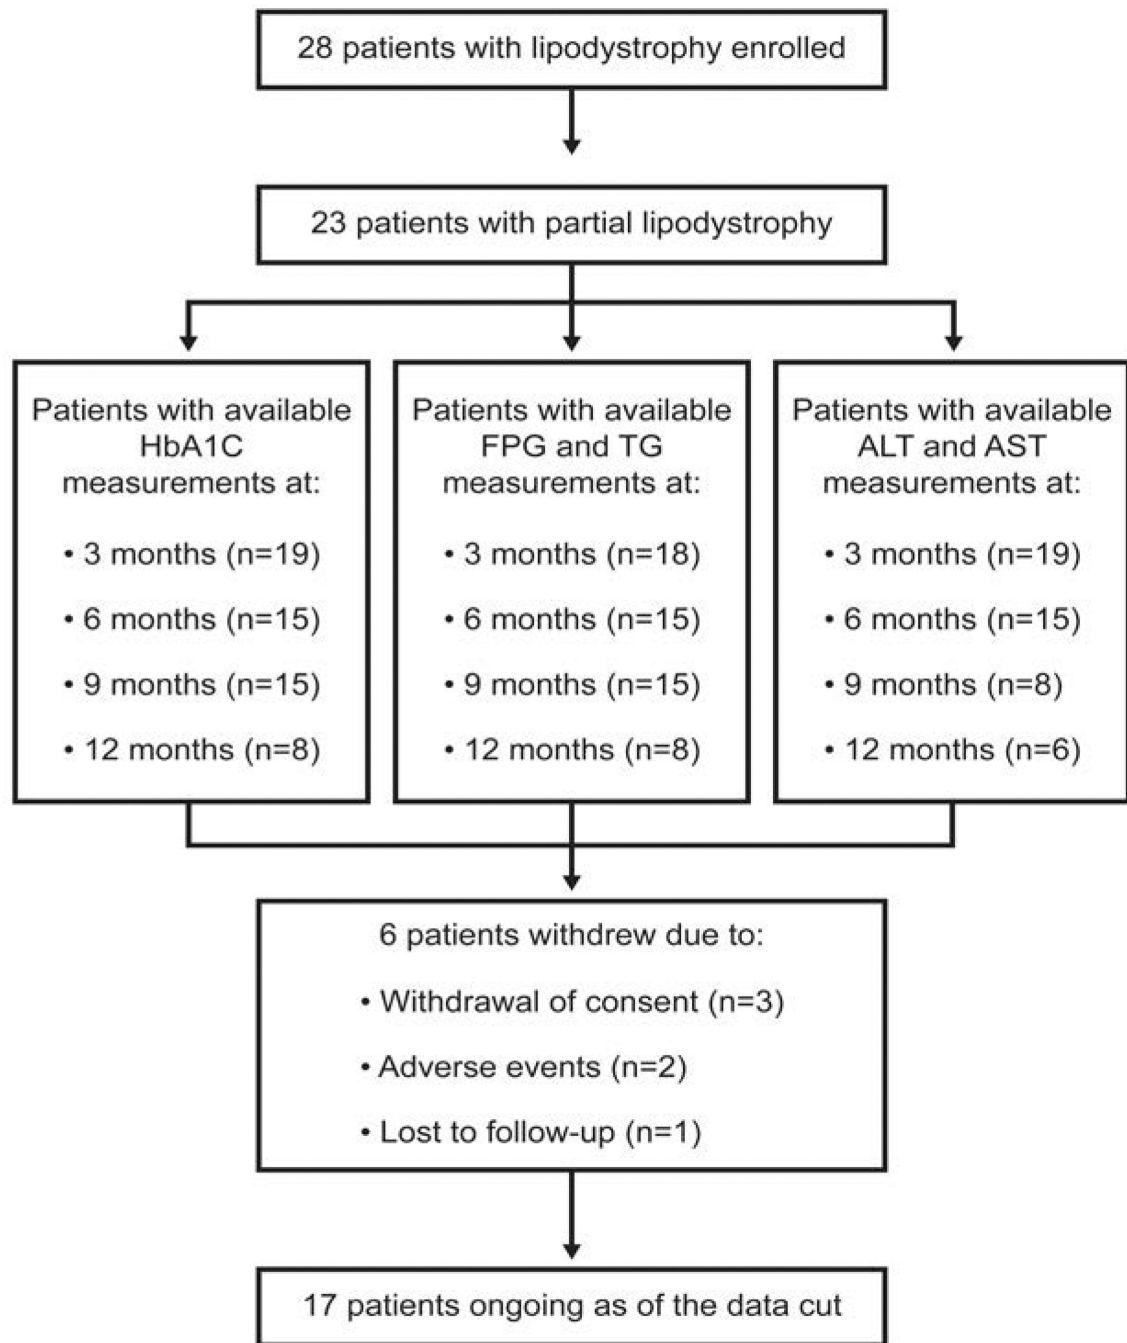 28 patients with lipodystrophy enrolled
23 patients with partial lipodystrophy
Patients with available
HbA1C
measurements at:
• 3 months (n=19)
• 6 months (n=15)
• 9 months (n=15)
• 12 months (n=8)
Patients with available
FPG and TG
measurements at:
• 3 months (n=18)
• 6 months (n=15)
• 9 months (n=15)
• 12 months (n=8)
Patients with available
ALT and AST
measurements at:
• 3 months (n=19)
• 6 months (n=15)
• 9 months (n=8)
• 12 months (n=6)
6 patients withdrew due to:
• Withdrawal of consent (n=3)
• Adverse events (n=2)
• Lost to follow-up (n=1)
17 patients ongoing as of the data cut